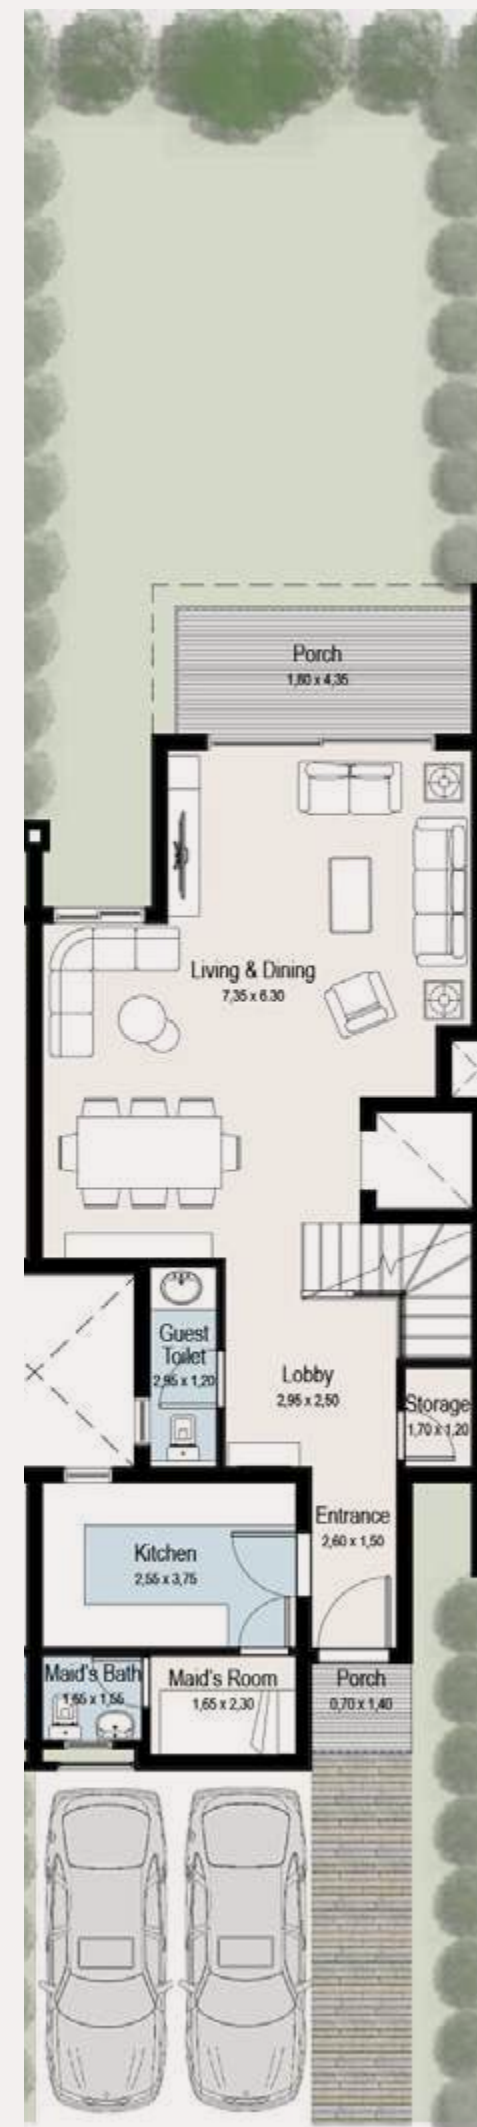 Porch
1,80 x 4,35
Living & Dining
7,35 x 6.30
Guest
Toilet
2,95 x 1,20
Lobby
2,95 x 2,50
Storage
1,70 x 1,20
Entrance
2,60 x 1,50
Kitchen
2,55 x 3,75
Maid's Bath
1,65 x 1,55
Maid's Room
1,65 x 2,30
Porch
0,70 x 1,40